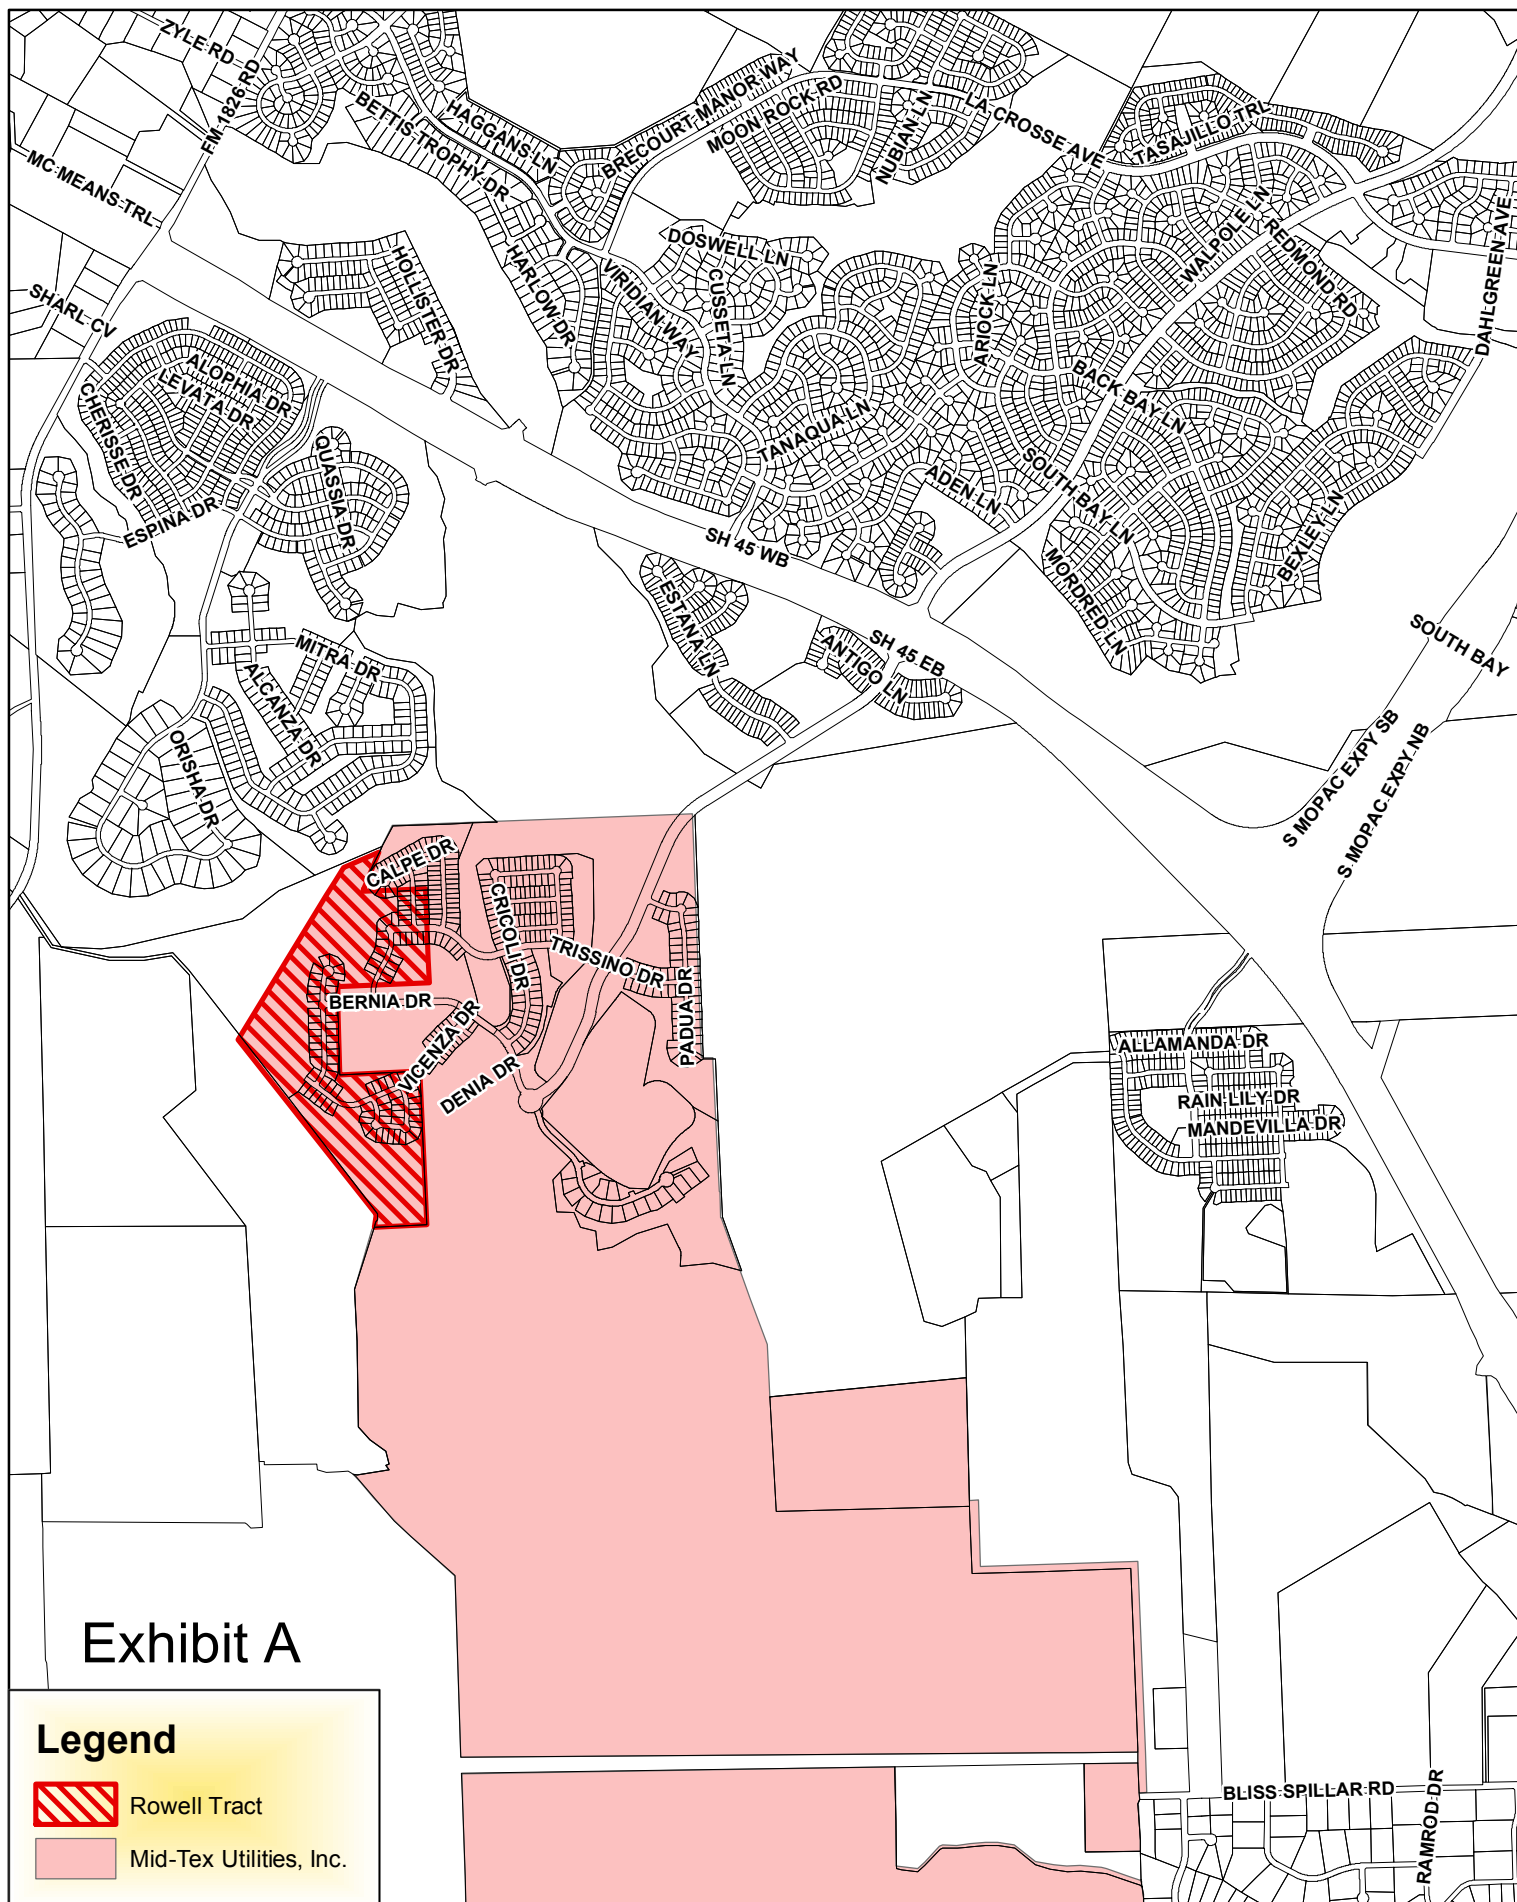 ZYLE RD
FM 1826 RD
BETTIS TROPHY DR
HAGGANS LN
BRECOURT MANOR WAY
MOON ROCK RD
NUBIAN LN
LA CROSSE AVE
TASAJILLO TRL
MC MEANS TRL
HOLLISTER DR
HARLOW DR
VIRIDIAN WAY
DOSWELL LN
CUSSETA LN
ARIOCK LN
WALPOLE LN
REDMOND RD
DAHLGREEN AVE
SHARL CV
ALOPHIA DR
LEVATA DR
CHERISSE DR
QUASSIA DR
ESPINA DR
TANAQUA LN
BACK BAY LN
ADEN LN
SOUTH BAY LN
BEXLEY LN
MORDRED LN
SH 45 WB
ESTANA LN
ANTIGO LN
SH 45 EB
SOUTH BAY
MITRA DR
ALCANZA DR
ORISHA DR
S MOPAC EXPY SB
S MOPAC EXPY NB
CALPE DR
CRICOLI DR
TRISSINO DR
PADUA DR
BERNIA DR
VICENZA DR
DENIA DR
ALLAMANDA DR
RAIN LILY DR
MANDEVILLA DR
BLISS SPILLAR RD
RAMROD DR
Exhibit A
Legend
Rowell Tract
Mid-Tex Utilities, Inc.